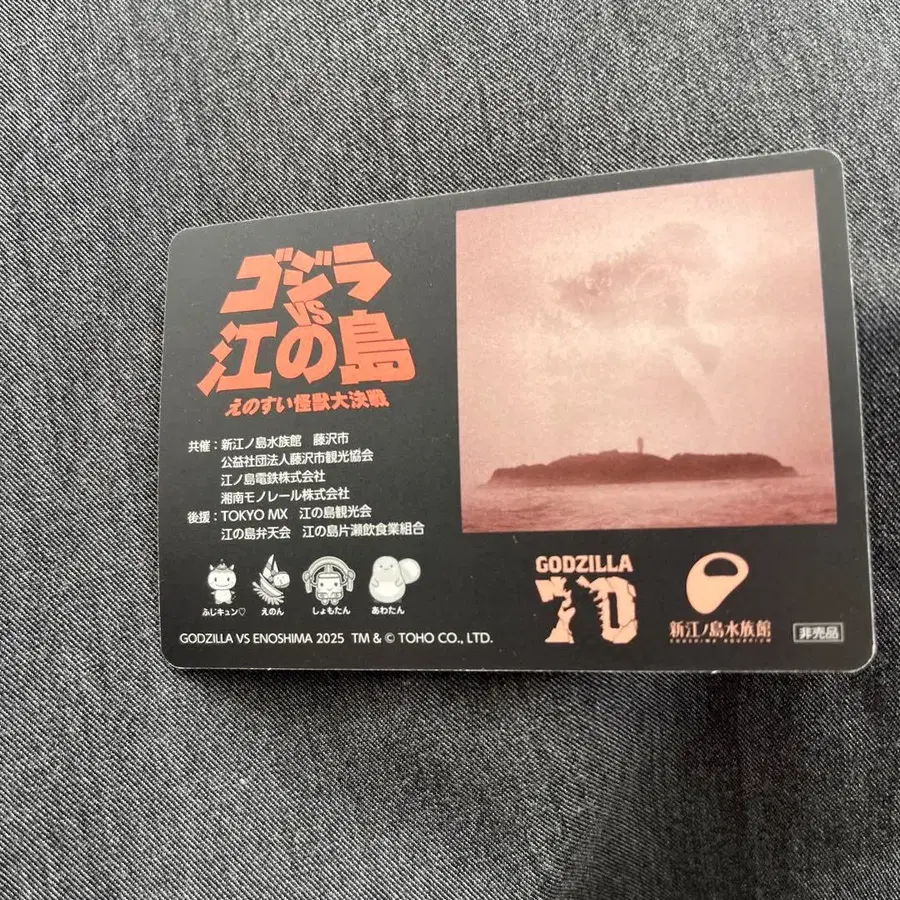 ゴジラ
VS
江の島
えのすい怪獣大決戦
共催：新江ノ島水族館　藤沢市
公益社団法人藤沢市観光協会
江ノ島電鉄株式会社
湘南モノレール株式会社
後援：TOKYO MX　江の島観光会
江の島弁天会　江の島片瀬飲食業組合
ふじキュン♡　えのん　しょもたん　あわたん
GODZILLA VS ENOSHIMA 2025 TM & © TOHO CO., LTD.
GODZILLA
70
新江ノ島水族館
ENOSHIMA AQUARIUM
非売品